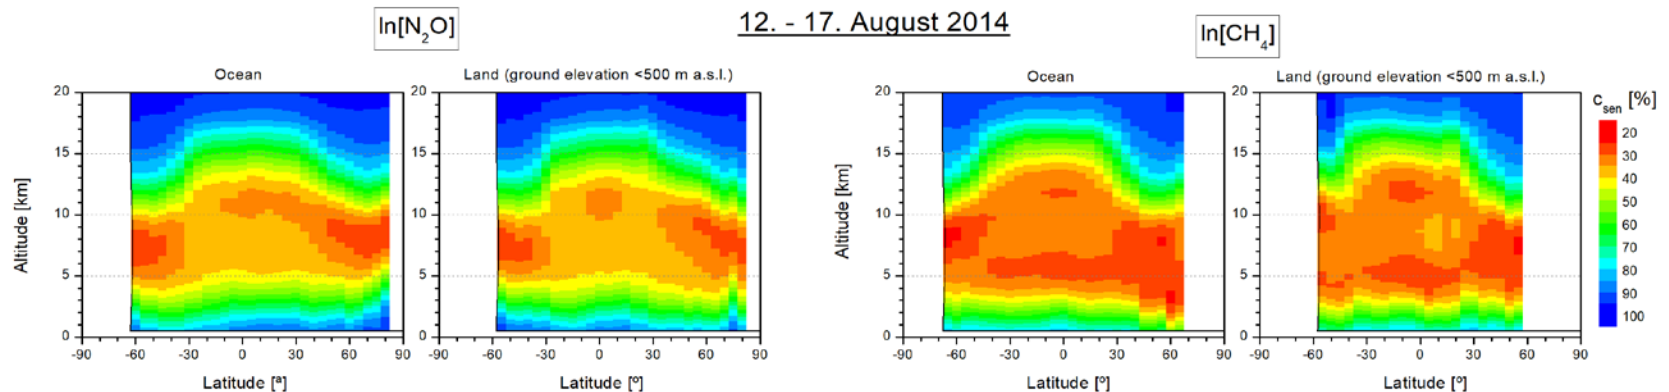 12. - 17. August 2014
ln[N2O]
ln[CH4]
Ocean
Land (ground elevation <500 m a.s.l.)
Ocean
Land (ground elevation <500 m a.s.l.)
Altitude [km]
20
15
10
5
0
-90 -60 -30 0 30 60 90
Latitude [ª]
20
15
10
5
0
-90 -60 -30 0 30 60 90
Latitude [º]
Altitude [km]
20
15
10
5
0
-90 -60 -30 0 30 60 90
Latitude [º]
20
15
10
5
0
-90 -60 -30 0 30 60 90
Latitude [º]
csen [%]
20
30
40
50
60
70
80
90
100